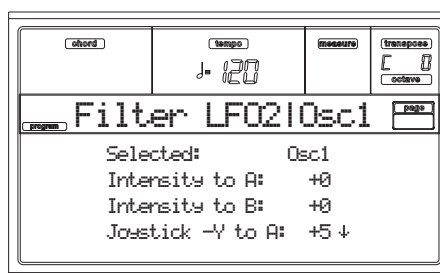 chord tempo measure transpose
♩= 120 C 0
octave
program Filter LFO2|Osc1 page
Selected: Osc1
Intensity to A: +0
Intensity to B: +0
Joystick -Y to A: +5 ↓